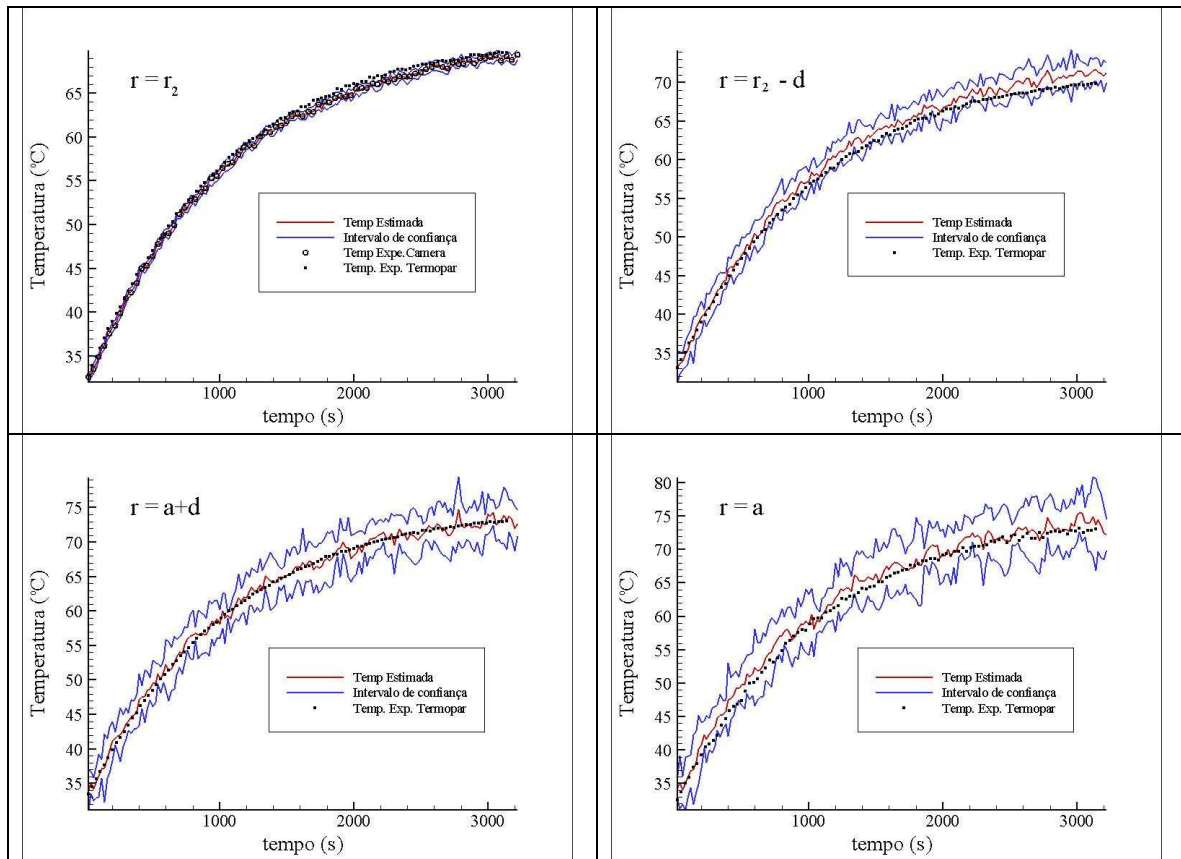 r = r₂
Temperatura (°C)
65
60
55
50
45
40
35
1000
2000
3000
tempo (s)
Temp Estimada
Intervalo de confiança
Temp Expe.Camera
Temp. Exp. Termopar
r = r₂ - d
Temperatura (°C)
70
65
60
55
50
45
40
35
1000
2000
3000
tempo (s)
Temp Estimada
Intervalo de confiança
Temp. Exp. Termopar
r = a+d
Temperatura (°C)
75
70
65
60
55
50
45
40
35
1000
2000
3000
tempo (s)
Temp Estimada
Intervalo de confiança
Temp. Exp. Termopar
r = a
Temperatura (°C)
80
75
70
65
60
55
50
45
40
35
1000
2000
3000
tempo (s)
Temp Estimada
Intervalo de confiança
Temp. Exp. Termopar